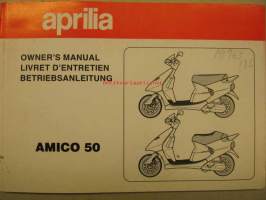 aprilia
OWNER'S MANUAL
LIVRET D'ENTRETIEN
BETRIEBSANLEITUNG
AMICO 50